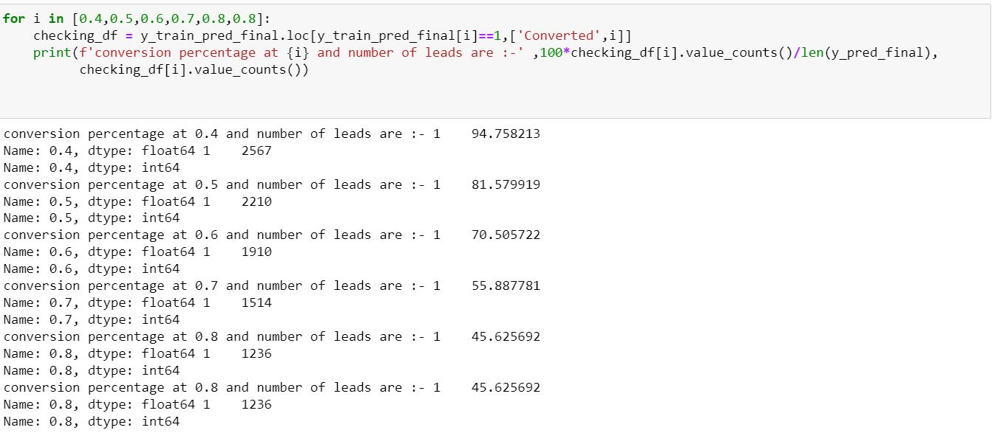 for i in [0.4,0.5,0.6,0.7,0.8,0.8]:
    checking_df = y_train_pred_final.loc[y_train_pred_final[i]==1,['Converted',i]]
    print(f'conversion percentage at {i} and number of leads are :-' ,100*checking_df[i].value_counts()/len(y_pred_final),
          checking_df[i].value_counts())
conversion percentage at 0.4 and number of leads are :- 1    94.758213
Name: 0.4, dtype: float64 1    2567
Name: 0.4, dtype: int64
conversion percentage at 0.5 and number of leads are :- 1    81.579919
Name: 0.5, dtype: float64 1    2210
Name: 0.5, dtype: int64
conversion percentage at 0.6 and number of leads are :- 1    70.505722
Name: 0.6, dtype: float64 1    1910
Name: 0.6, dtype: int64
conversion percentage at 0.7 and number of leads are :- 1    55.887781
Name: 0.7, dtype: float64 1    1514
Name: 0.7, dtype: int64
conversion percentage at 0.8 and number of leads are :- 1    45.625692
Name: 0.8, dtype: float64 1    1236
Name: 0.8, dtype: int64
conversion percentage at 0.8 and number of leads are :- 1    45.625692
Name: 0.8, dtype: float64 1    1236
Name: 0.8, dtype: int64